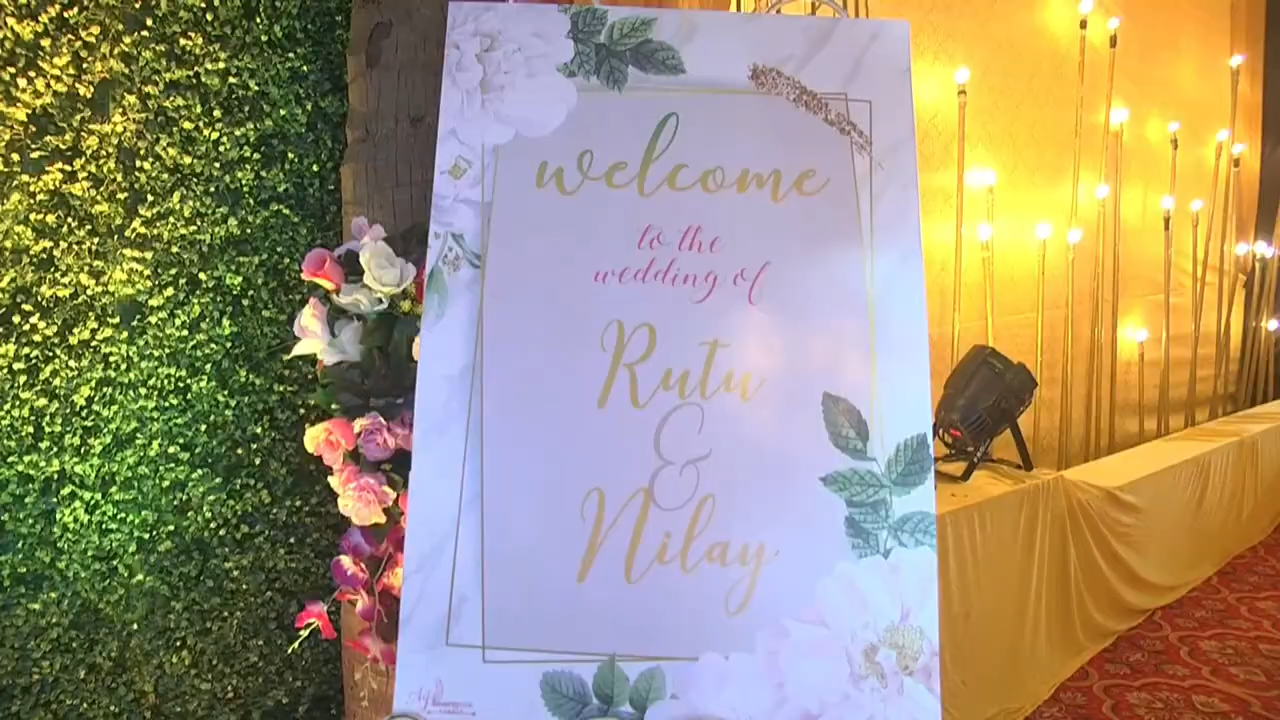 welcome
to the
wedding of
Rutu
&
Nilay